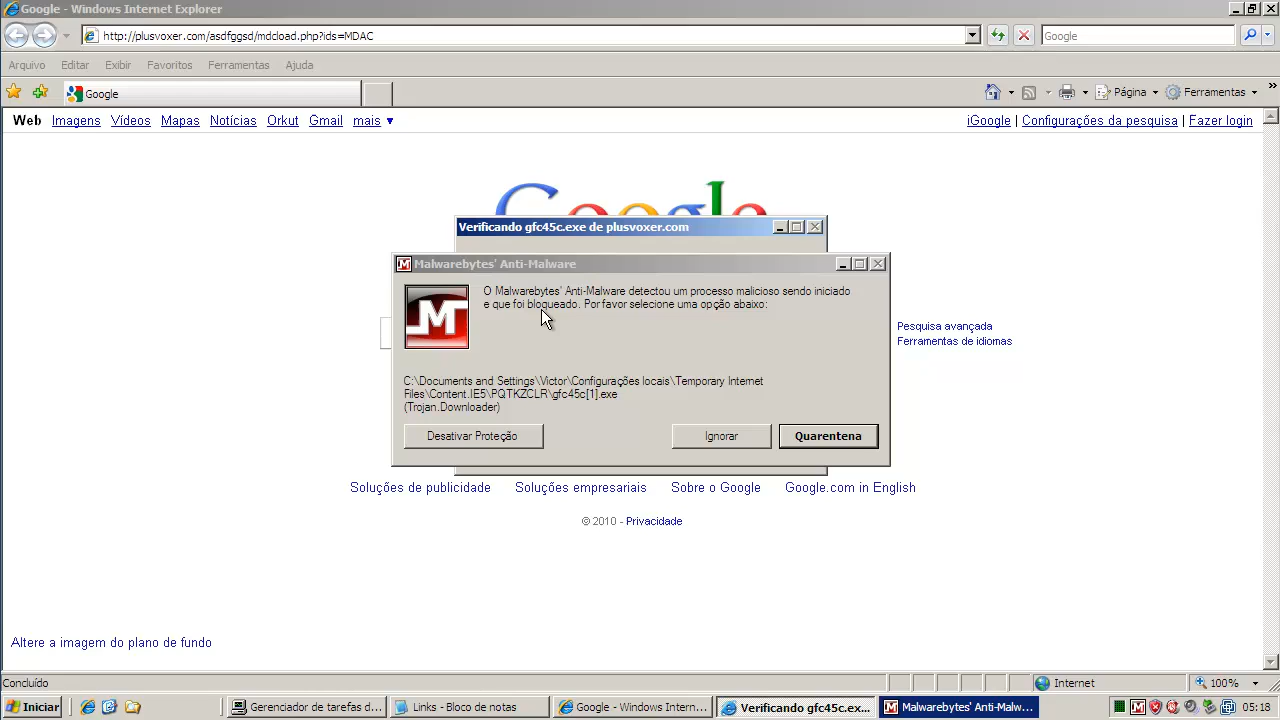 Google - Windows Internet Explorer
http://plusvoxer.com/asdfggsd/mdcloud.php?ids=MDAC
Google
Arquivo Editar Exibir Favoritos Ferramentas Ajuda
Google
Página Ferramentas
Web Imagens Vídeos Mapas Notícias Orkut Gmail mais ▼
iGoogle | Configurações da pesquisa | Fazer login
Google
Verificando gfc45c.exe de plusvoxer.com
Malwarebytes' Anti-Malware
O Malwarebytes' Anti-Malware detectou um processo malicioso sendo iniciado
e que foi bloqueado. Por favor selecione uma opção abaixo:
Pesquisa avançada
Ferramentas de idiomas
C:\Documents and Settings\Victor\Configurações locais\Temporary Internet
Files\Content.IE5\PQTKZCLR\gfc45c[1].exe
(Trojan.Downloader)
Desativar Proteção Ignorar Quarentena
Soluções de publicidade Soluções empresariais Sobre o Google Google.com in English
© 2010 - Privacidade
Altere a imagem do plano de fundo
Concluído Internet 100%
Iniciar Gerenciador de tarefas d... Links - Bloco de notas Google - Windows Intern... Verificando gfc45c.exe... Malwarebytes' Anti-Malw... 05:18